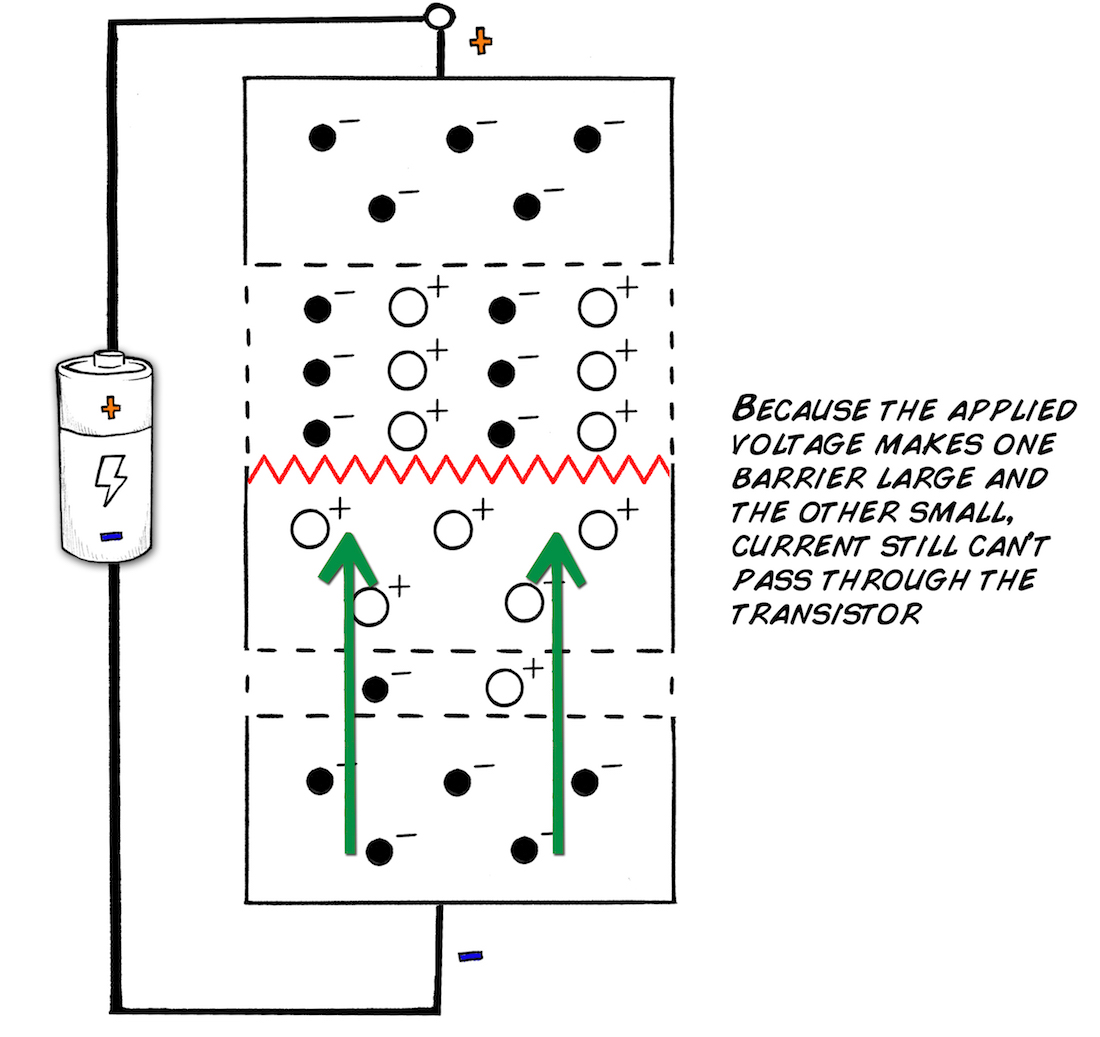 BECAUSE THE APPLIED
VOLTAGE MAKES ONE
BARRIER LARGE AND
THE OTHER SMALL,
CURRENT STILL CAN'T
PASS THROUGH THE
TRANSISTOR